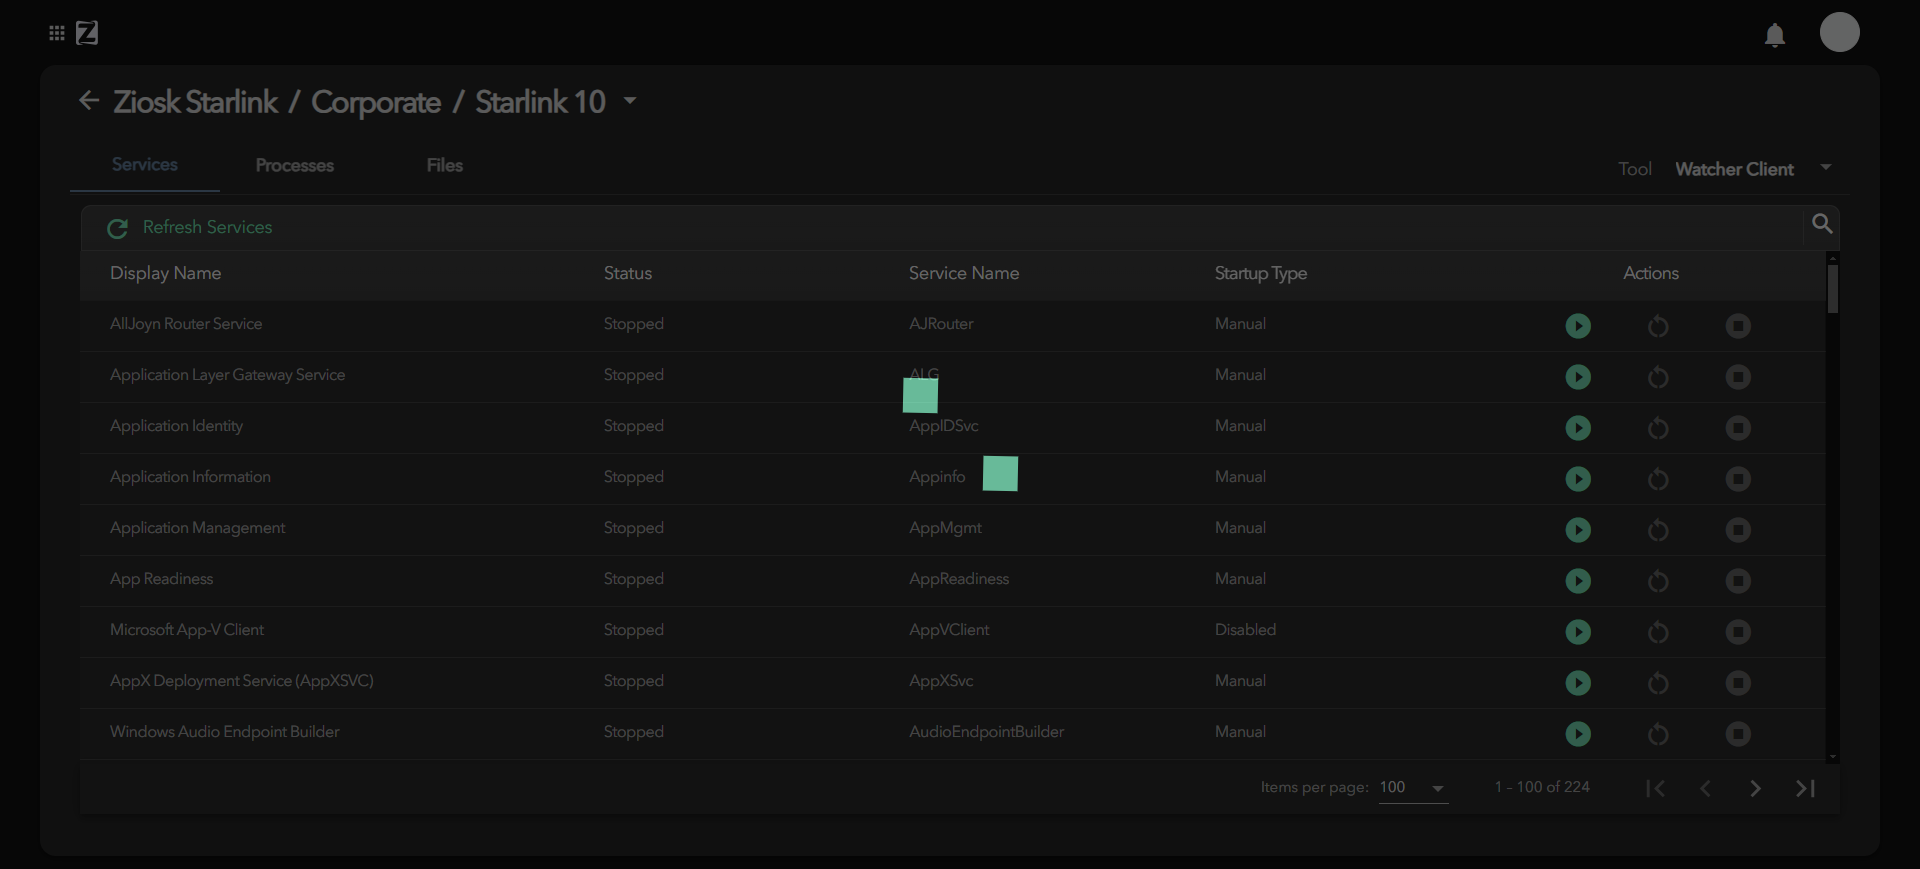 Z
Ziosk Starlink / Corporate / Starlink 10
Services Processes Files Tool Watcher Client
Refresh Services
Display Name Status Service Name Startup Type Actions
AllJoyn Router Service Stopped AJRouter Manual
Application Layer Gateway Service Stopped ALG Manual
Application Identity Stopped AppIDSvc Manual
Application Information Stopped Appinfo Manual
Application Management Stopped AppMgmt Manual
App Readiness Stopped AppReadiness Manual
Microsoft App-V Client Stopped AppVClient Disabled
AppX Deployment Service (AppXSVC) Stopped AppXSvc Manual
Windows Audio Endpoint Builder Stopped AudioEndpointBuilder Manual
Items per page: 100 1 - 100 of 224